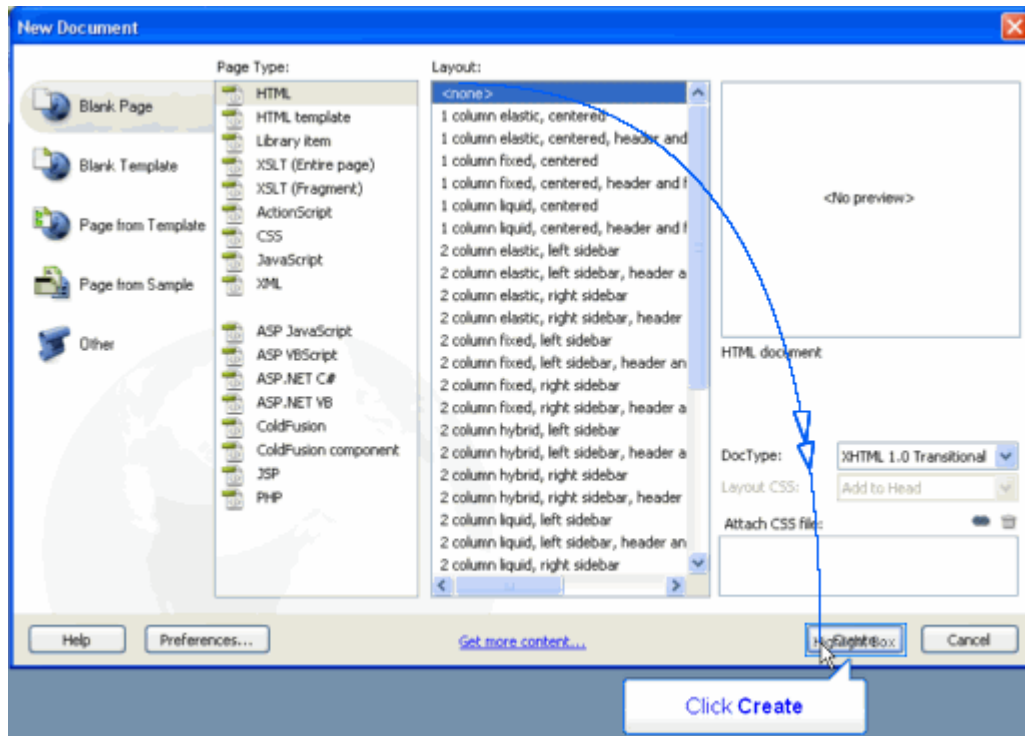 New Document
Blank Page
Blank Template
Page from Template
Page from Sample
Other
Page Type:
HTML
HTML template
Library item
XSLT (Entire page)
XSLT (Fragment)
ActionScript
CSS
JavaScript
XML
ASP JavaScript
ASP VBScript
ASP.NET C#
ASP.NET VB
ColdFusion
ColdFusion component
JSP
PHP
Layout:
<none>
1 column elastic, centered
1 column elastic, centered, header and
1 column fixed, centered
1 column fixed, centered, header and f
1 column liquid, centered
1 column liquid, centered, header and f
2 column elastic, left sidebar
2 column elastic, left sidebar, header a
2 column elastic, right sidebar
2 column elastic, right sidebar, header
2 column fixed, left sidebar
2 column fixed, left sidebar, header an
2 column fixed, right sidebar
2 column fixed, right sidebar, header a
2 column hybrid, left sidebar
2 column hybrid, left sidebar, header a
2 column hybrid, right sidebar
2 column hybrid, right sidebar, header
2 column liquid, left sidebar
2 column liquid, left sidebar, header an
2 column liquid, right sidebar
<No preview>
HTML document
DocType: XHTML 1.0 Transitional
Layout CSS: Add to Head
Attach CSS file:
Help Preferences... Get more content... Highlight Box Cancel
Click Create